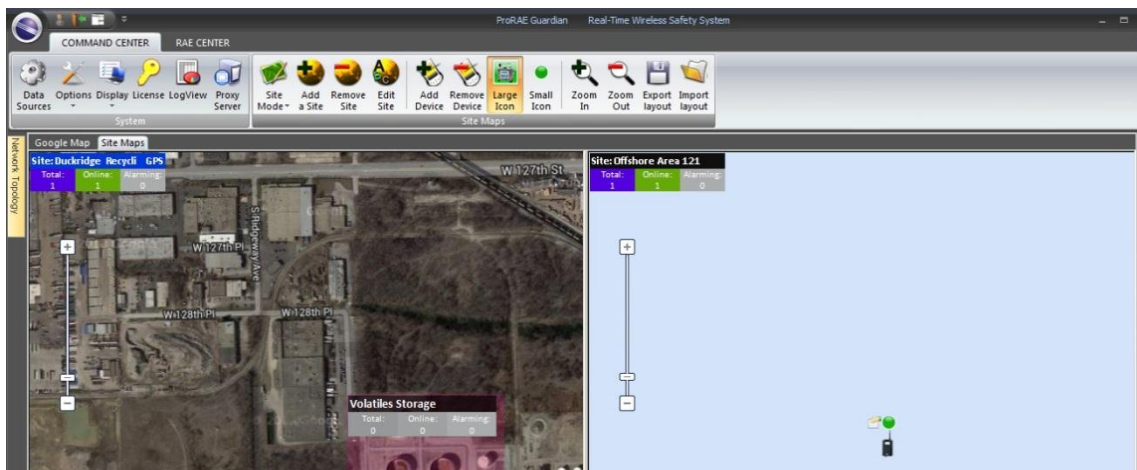 ProRAE Guardian Real-Time Wireless Safety System
COMMAND CENTER RAE CENTER
Data Sources
Options
Display
License
LogView
Proxy Server
System
Site Mode
Add a Site
Remove Site
Edit Site
Add Device
Remove Device
Large Icon
Small Icon
Zoom In
Zoom Out
Export layout
Import layout
Site Maps
Network Topology
Google Map Site Maps
Site: Duckridge Recycli GPS
Total: Online: Alarming:
1 1 0
W 127th St
S Ridgeway Ave
W 127th Pl
W 128th Pl
W 128th Pl
Volatiles Storage
Total: Online: Alarming:
0 0 0
Site: Offshore Area 121
Total: Online: Alarming:
1 1 0